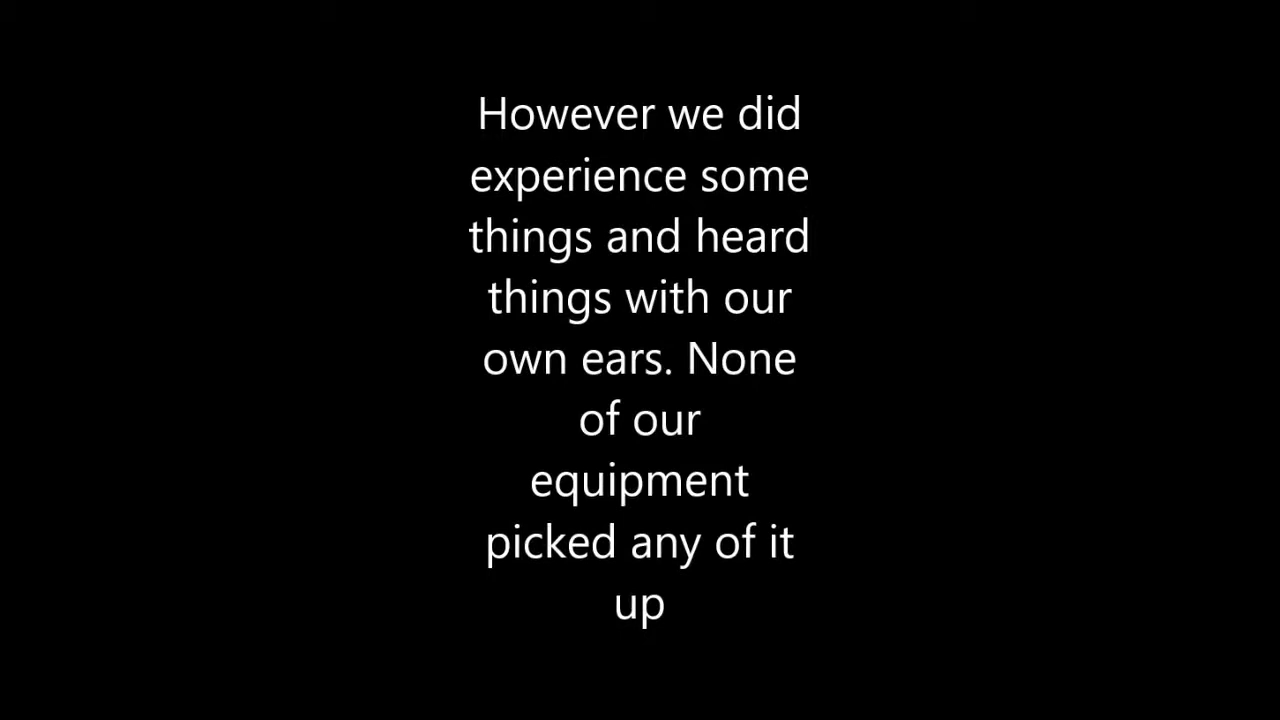 However we did
experience some
things and heard
things with our
own ears. None
of our
equipment
picked any of it
up